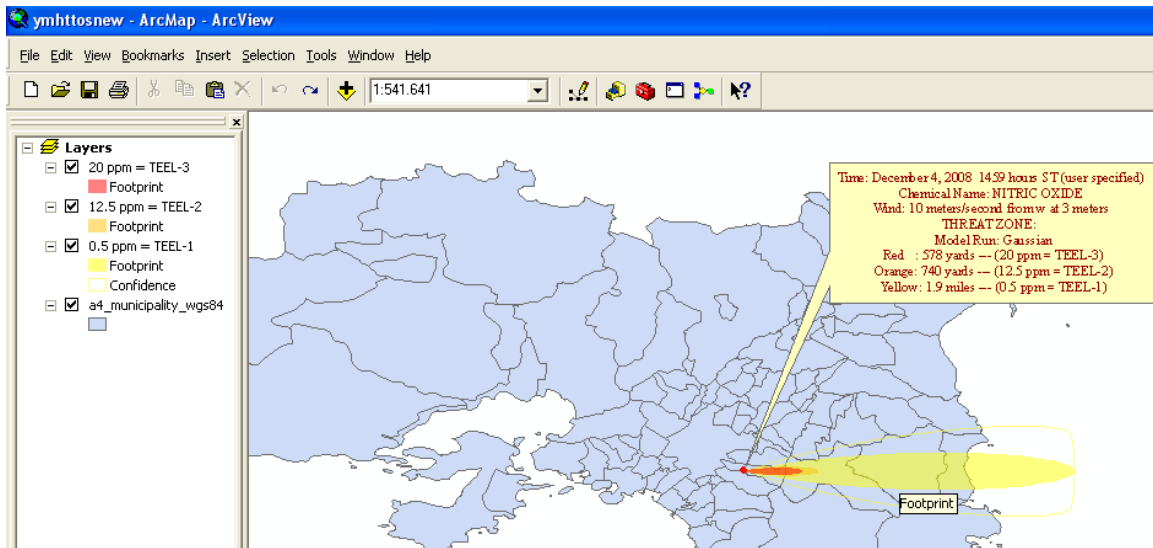 ymhttosnew - ArcMap - ArcView
File Edit View Bookmarks Insert Selection Tools Window Help
1:541.641
Layers
20 ppm = TEEL-3
Footprint
12.5 ppm = TEEL-2
Footprint
0.5 ppm = TEEL-1
Footprint
Confidence
a4_municipality_wgs84
Time: December 4, 2008 1459 hours ST (user specified)
Chemical Name: NITRIC OXIDE
Wind: 10 meters/second from w at 3 meters
THREAT ZONE:
Model Run: Gaussian
Red : 578 yards --- (20 ppm = TEEL-3)
Orange: 740 yards --- (12.5 ppm = TEEL-2)
Yellow: 1.9 miles --- (0.5 ppm = TEEL-1)
Footprint